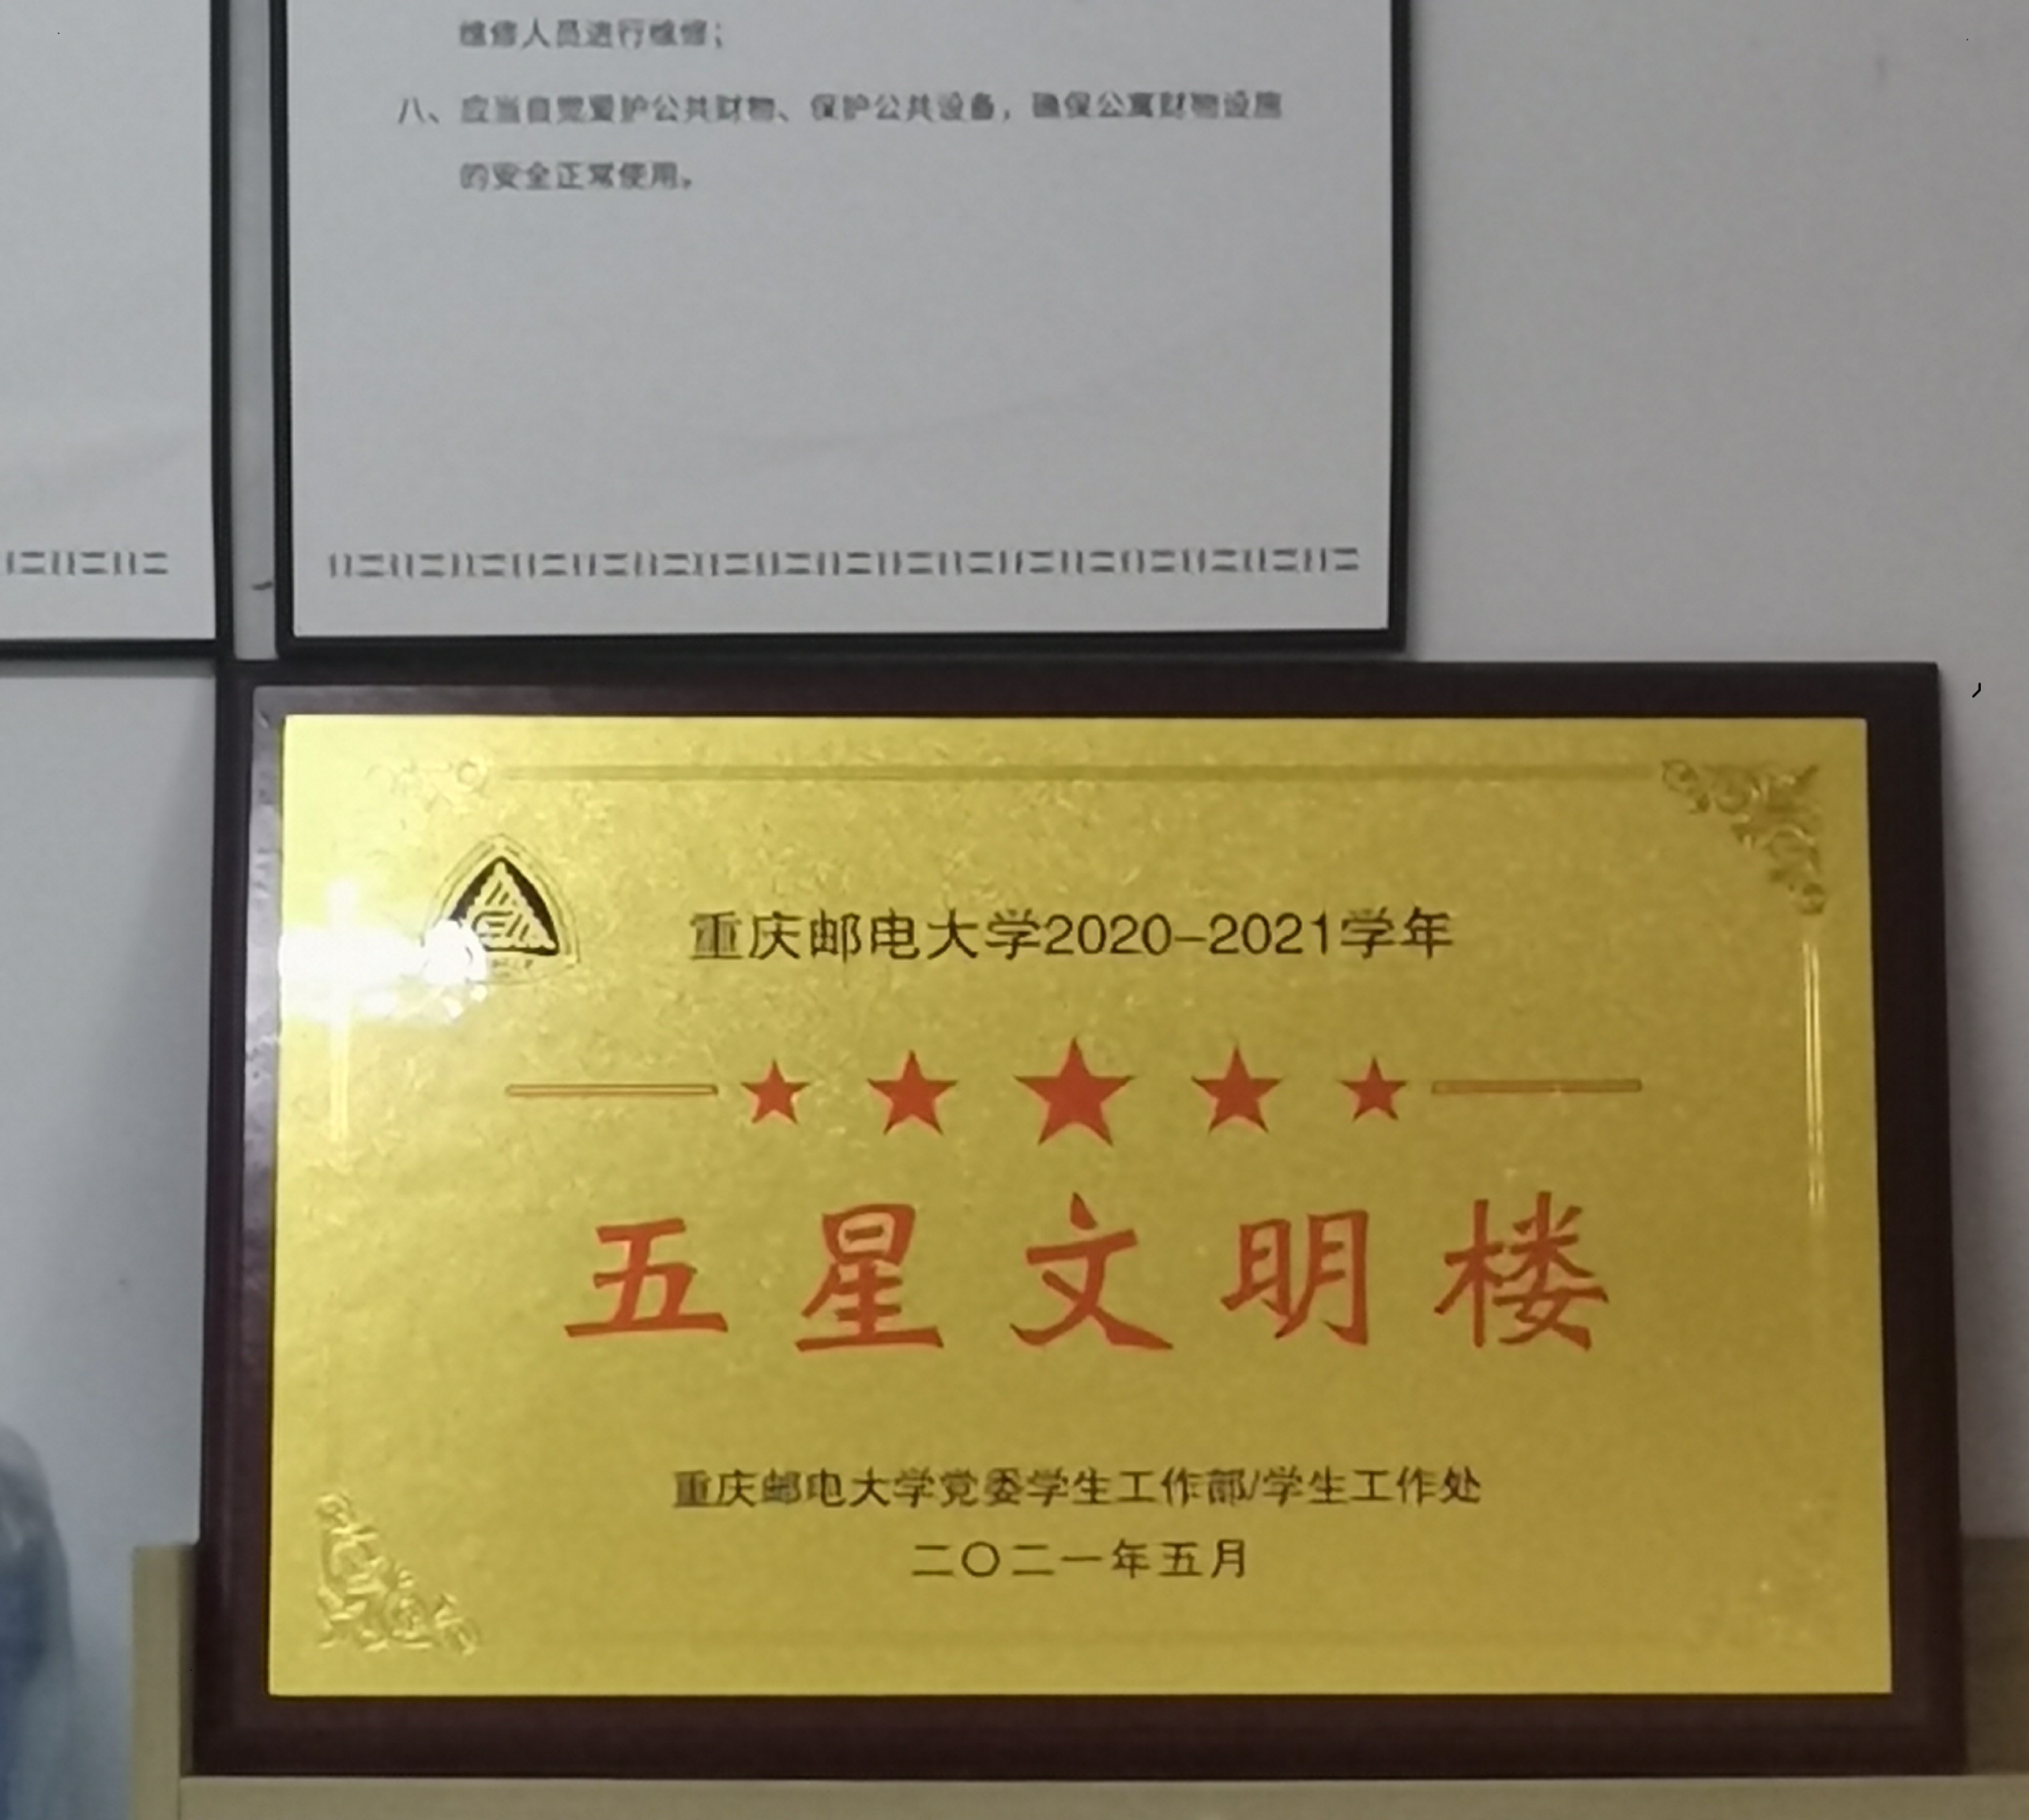 维修人员进行维修；
八、应当自觉爱护公共财物、保护公共设备，确保公寓财物设施
的安全正常使用。
重庆邮电大学2020-2021学年
五星文明楼
重庆邮电大学党委学生工作部/学生工作处
二〇二一年五月